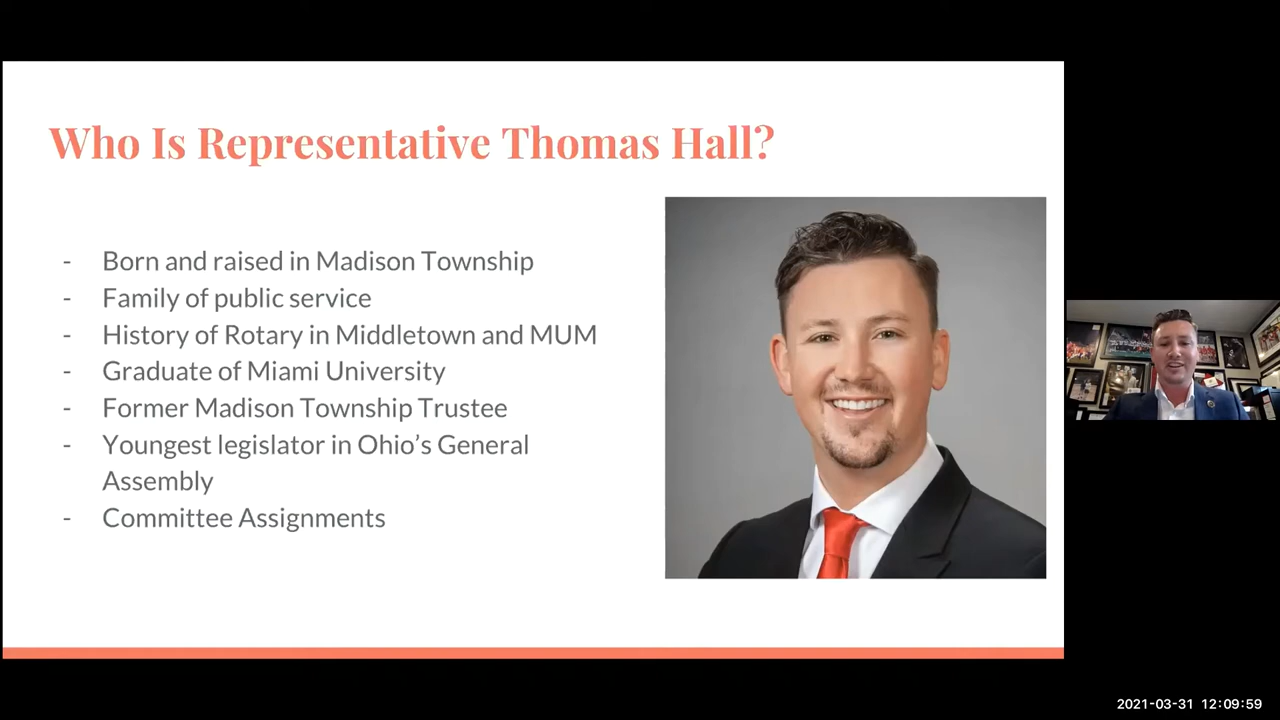 Who Is Representative Thomas Hall?
- Born and raised in Madison Township
- Family of public service
- History of Rotary in Middletown and MUM
- Graduate of Miami University
- Former Madison Township Trustee
- Youngest legislator in Ohio’s General
Assembly
- Committee Assignments
2021-03-31 12:09:59